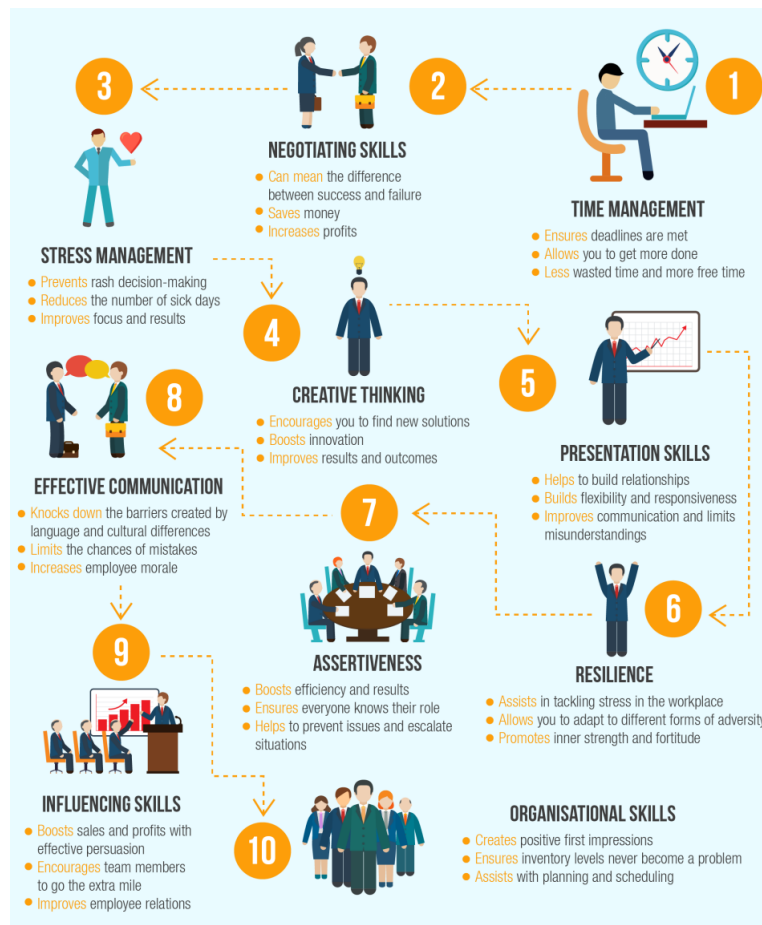 1
TIME MANAGEMENT
Ensures deadlines are met
Allows you to get more done
Less wasted time and more free time
2
NEGOTIATING SKILLS
Can mean the difference
between success and failure
Saves money
Increases profits
3
STRESS MANAGEMENT
Prevents rash decision-making
Reduces the number of sick days
Improves focus and results
4
CREATIVE THINKING
Encourages you to find new solutions
Boosts innovation
Improves results and outcomes
5
PRESENTATION SKILLS
Helps to build relationships
Builds flexibility and responsiveness
Improves communication and limits
misunderstandings
6
RESILIENCE
Assists in tackling stress in the workplace
Allows you to adapt to different forms of adversity
Promotes inner strength and fortitude
7
ASSERTIVENESS
Boosts efficiency and results
Ensures everyone knows their role
Helps to prevent issues and escalate
situations
8
EFFECTIVE COMMUNICATION
Knocks down the barriers created by
language and cultural differences
Limits the chances of mistakes
Increases employee morale
9
INFLUENCING SKILLS
Boosts sales and profits with
effective persuasion
Encourages team members
to go the extra mile
Improves employee relations
10
ORGANISATIONAL SKILLS
Creates positive first impressions
Ensures inventory levels never become a problem
Assists with planning and scheduling